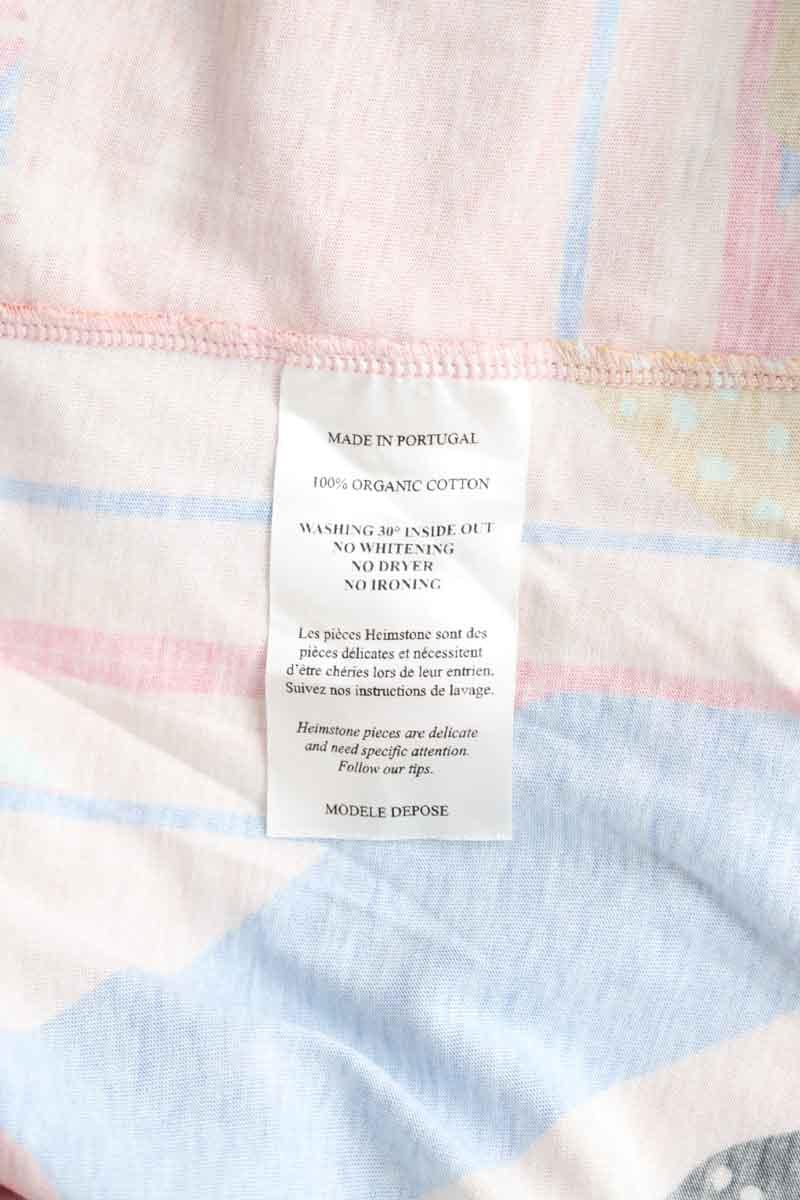 MADE IN PORTUGAL
100% ORGANIC COTTON
WASHING 30° INSIDE OUT
NO WHITENING
NO DRYER
NO IRONING
Les pièces Heimstone sont des
pièces délicates et nécessitent
d'être chéries lors de leur entrien.
Suivez nos instructions de lavage.
Heimstone pieces are delicate
and need specific attention.
Follow our tips.
MODELE DEPOSE